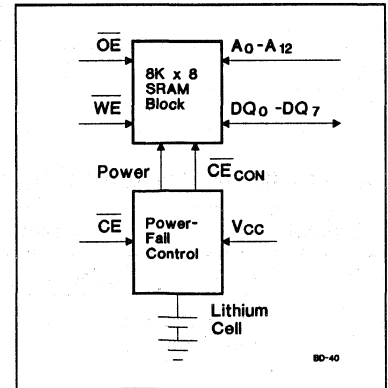 OE
A0-A12
8K x 8
SRAM
Block
WE
DQ0 -DQ7
Power
CECON
CE
Power-
Fail
Control
VCC
Lithium
Cell
BD-40